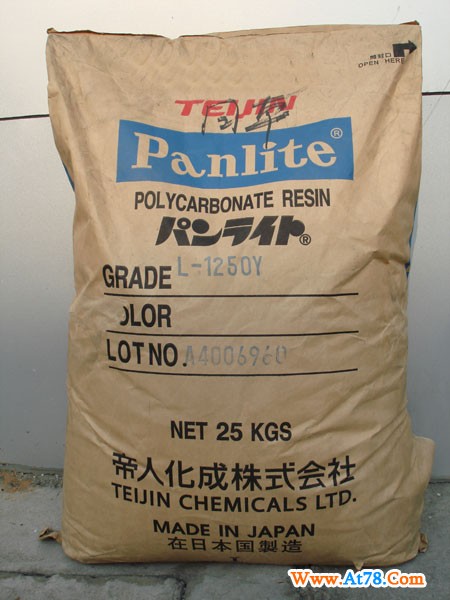 OPEN HERE
TEIJIN
Panlite®
POLYCARBONATE RESIN
パンライト®
GRADE L-1250Y
COLOR
LOT NO. A4006960
NET 25 KGS
帝人化成株式会社
TEIJIN CHEMICALS LTD.
MADE IN JAPAN
在日本国製造
Www.At78.Com